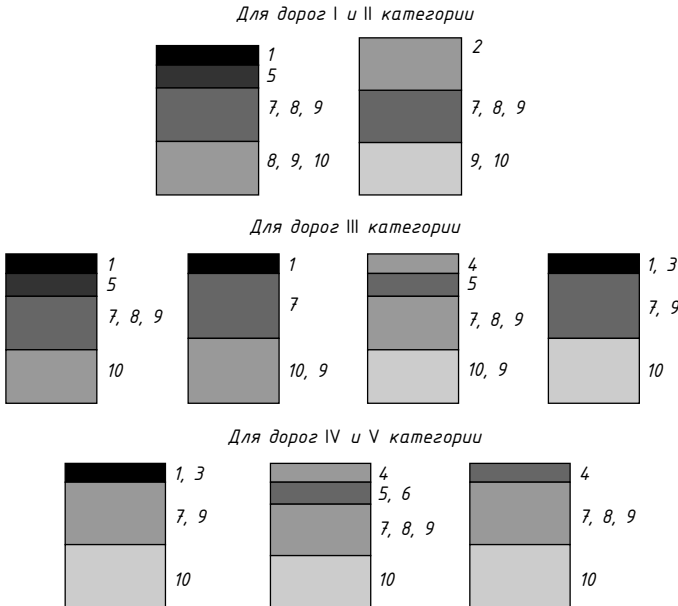 Для дорог I и II категории
1
5
7, 8, 9
8, 9, 10
2
7, 8, 9
9, 10
Для дорог III категории
1
5
7, 8, 9
10
1
7
10, 9
4
5
7, 8, 9
10, 9
1, 3
7, 9
10
Для дорог IV и V категории
1, 3
7, 9
10
4
5, 6
7, 8, 9
10
4
7, 8, 9
10